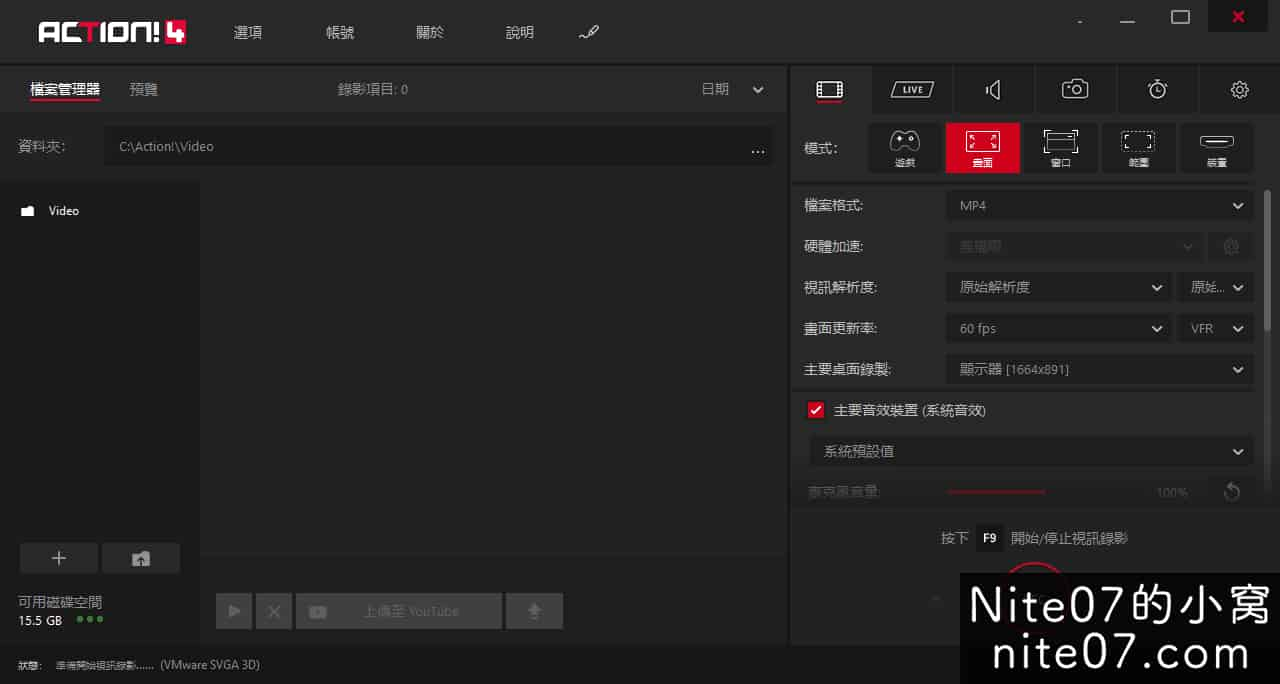 ACTION! 4 選項 帳號 關於 說明
檔案管理器 預覽 錄影項目: 0 日期
LIVE
資料夾: C:\Action!\Video ...
模式:
遊戲 畫面 窗口 範圍 裝置
Video
檔案格式: MP4
硬體加速:
視訊解析度: 原始解析度 原始...
畫面更新率: 60 fps VFR
主要桌面錄製: 顯示器 [1664x891]
主要音效裝置 (系統音效)
系統預設值
麥克風音量: 100%
按下 F9 開始/停止視訊錄影
可用磁碟空間
15.5 GB
上傳至 YouTube
狀態: 準備開始視訊錄影...... (VMware SVGA 3D)
Nite07的小窝
nite07.com